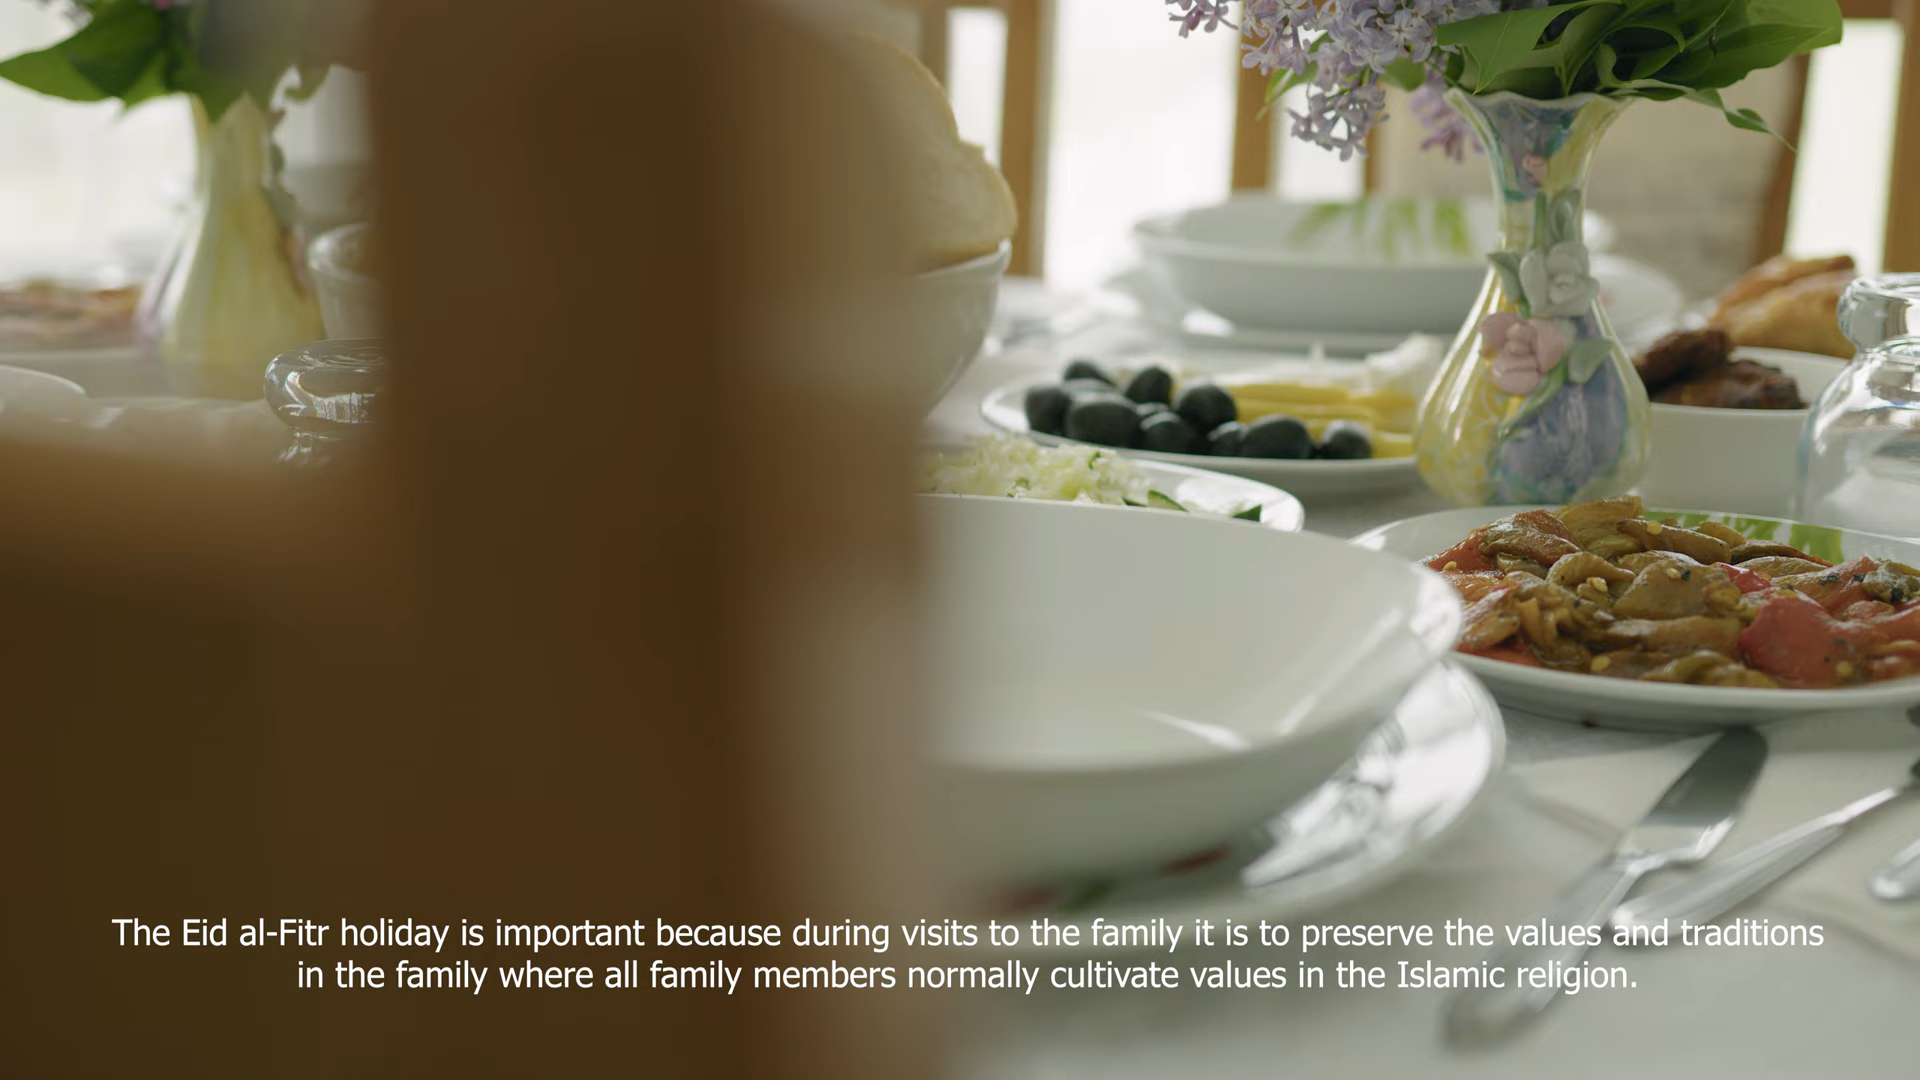 The Eid al-Fitr holiday is important because during visits to the family it is to preserve the values and traditions
in the family where all family members normally cultivate values in the Islamic religion.